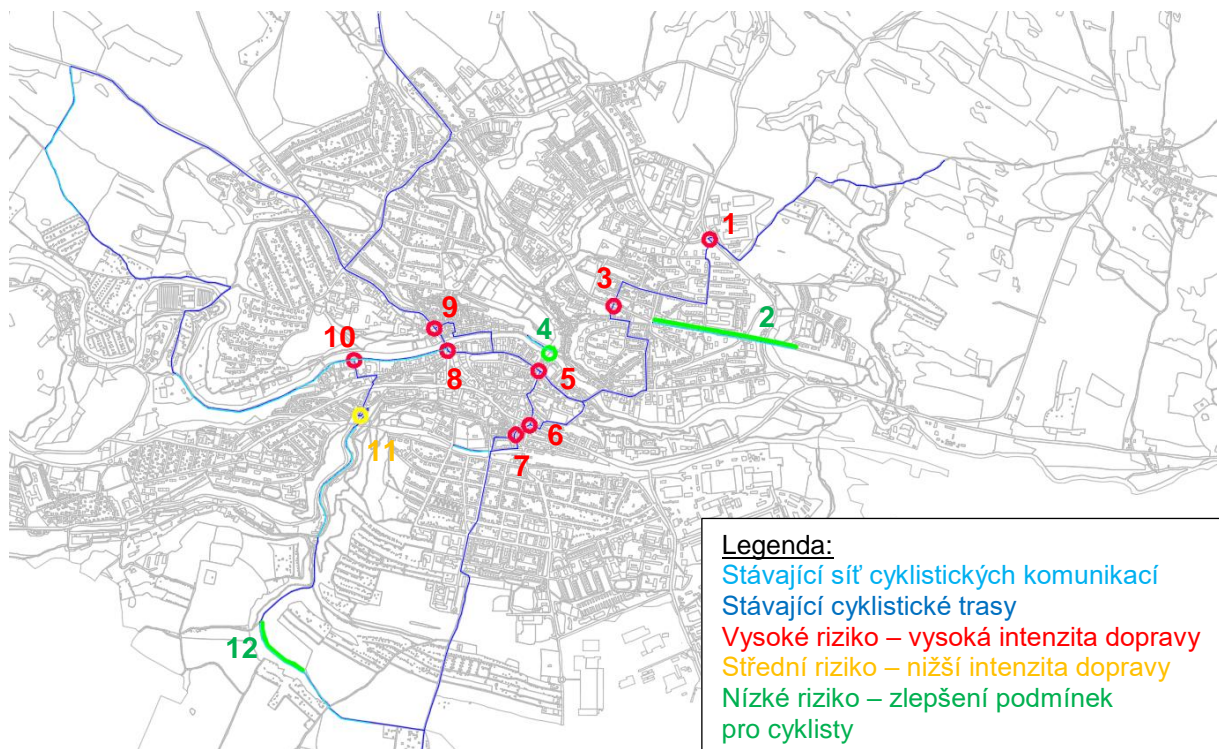 1
3
2
9
4
10
8
5
11
6
7
12
Legenda:
Stávající síť cyklistických komunikací
Stávající cyklistické trasy
Vysoké riziko – vysoká intenzita dopravy
Střední riziko – nižší intenzita dopravy
Nízké riziko – zlepšení podmínek
pro cyklisty